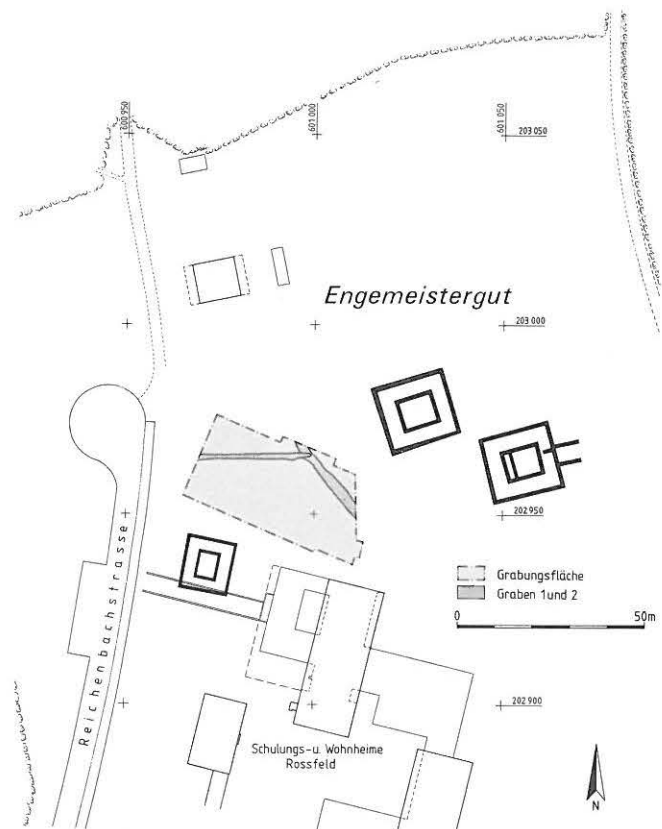 200 950
601 000
601 050
203 050
Engemeistergut
203 000
202 950
Grabungsfläche
Graben 1und 2
0 50m
Reichenbachstrasse
202 900
Schulungs-u. Wohnheime
Rossfeld
N